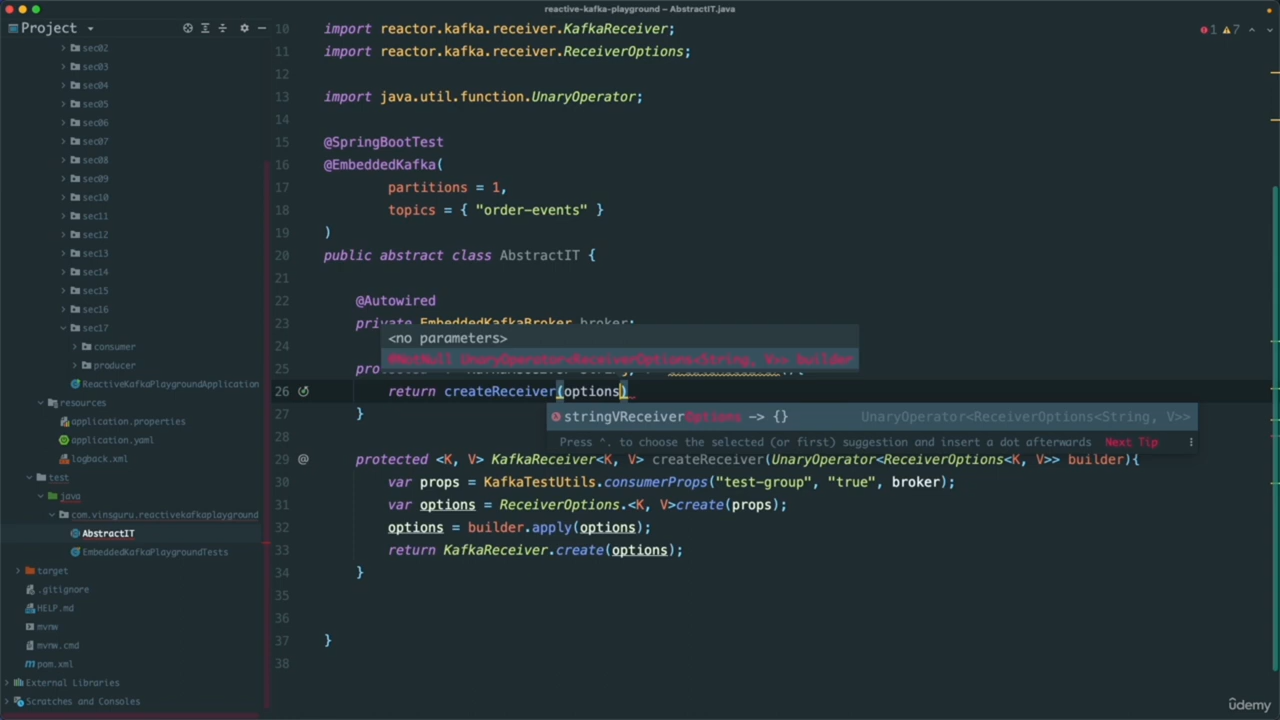 reactive-kafka-playground – AbstractIT.java
Project
sec02
sec03
sec04
sec05
sec06
sec07
sec08
sec09
sec10
sec11
sec12
sec13
sec14
sec15
sec16
sec17
consumer
producer
ReactiveKafkaPlaygroundApplication
resources
application.properties
application.yaml
logback.xml
test
java
com.vinsguru.reactivekafkaplayground
AbstractIT
EmbeddedKafkaPlaygroundTests
target
.gitignore
HELP.md
mvnw
mvnw.cmd
pom.xml
External Libraries
Scratches and Consoles
1 7
10 import reactor.kafka.receiver.KafkaReceiver;
11 import reactor.kafka.receiver.ReceiverOptions;
12
13 import java.util.function.UnaryOperator;
14
15 @SpringBootTest
16 @EmbeddedKafka(
17 partitions = 1,
18 topics = { "order-events" }
19 )
20 public abstract class AbstractIT {
21
22 @Autowired
23 private EmbeddedKafkaBroker broker;
24 <no parameters>
@NotNull UnaryOperator<ReceiverOptions<String, V>> builder
25 (){
26 return createReceiver(options)
27 }
stringVReceiverOptions -> {} UnaryOperator<ReceiverOptions<String, V>>
28 Press ^. to choose the selected (or first) suggestion and insert a dot afterwards Next Tip
29 protected <K, V> KafkaReceiver<K, V> createReceiver(UnaryOperator<ReceiverOptions<K, V>> builder){
30 var props = KafkaTestUtils.consumerProps("test-group", "true", broker);
31 var options = ReceiverOptions.<K, V>create(props);
32 options = builder.apply(options);
33 return KafkaReceiver.create(options);
34 }
35
36
37 }
38
ûdemy